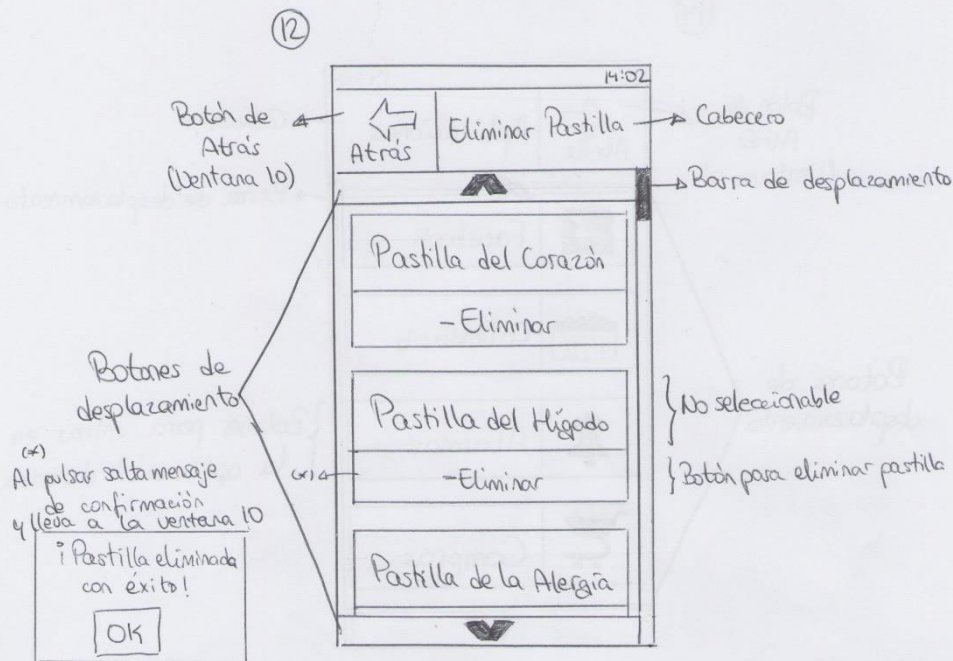 12
14:02
Botón de
Atrás
(Ventana 10)
Atrás
Eliminar Pastilla
Cabecero
Barra de desplazamiento
Pastilla del Corazón
- Eliminar
Botones de
desplazamiento
Pastilla del Hígado
No seleccionable
(*)
- Eliminar
Botón para eliminar pastilla
Pastilla de la Alergia
(*)
Al pulsar salta mensaje
de confirmación
y lleva a la ventana 10
¡Pastilla eliminada
con éxito!
OK